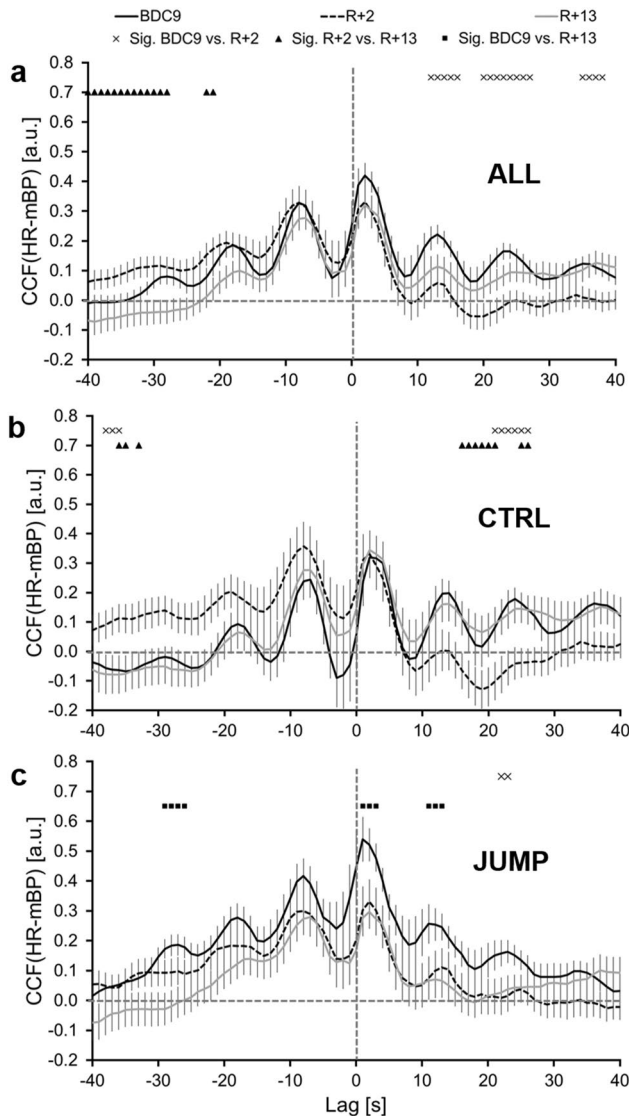 BDC9 R+2 R+13
× Sig. BDC9 vs. R+2 ▲ Sig. R+2 vs. R+13 ■ Sig. BDC9 vs. R+13
a
0.8
0.7
0.6
0.5
0.4
0.3
0.2
0.1
0.0
-0.1
0.2
CCF(HR-mBP) [a.u.]
ALL
-40 -30 -20 -10 0 10 20 30 40
b
0.8
0.7
0.6
0.5
0.4
0.3
0.2
0.1
0.0
-0.1
0.2
CCF(HR-mBP) [a.u.]
CTRL
-40 -30 -20 -10 0 10 20 30 40
c
0.8
0.7
0.6
0.5
0.4
0.3
0.2
0.1
0.0
-0.1
0.2
CCF(HR-mBP) [a.u.]
JUMP
-40 -30 -20 -10 0 10 20 30 40
Lag [s]